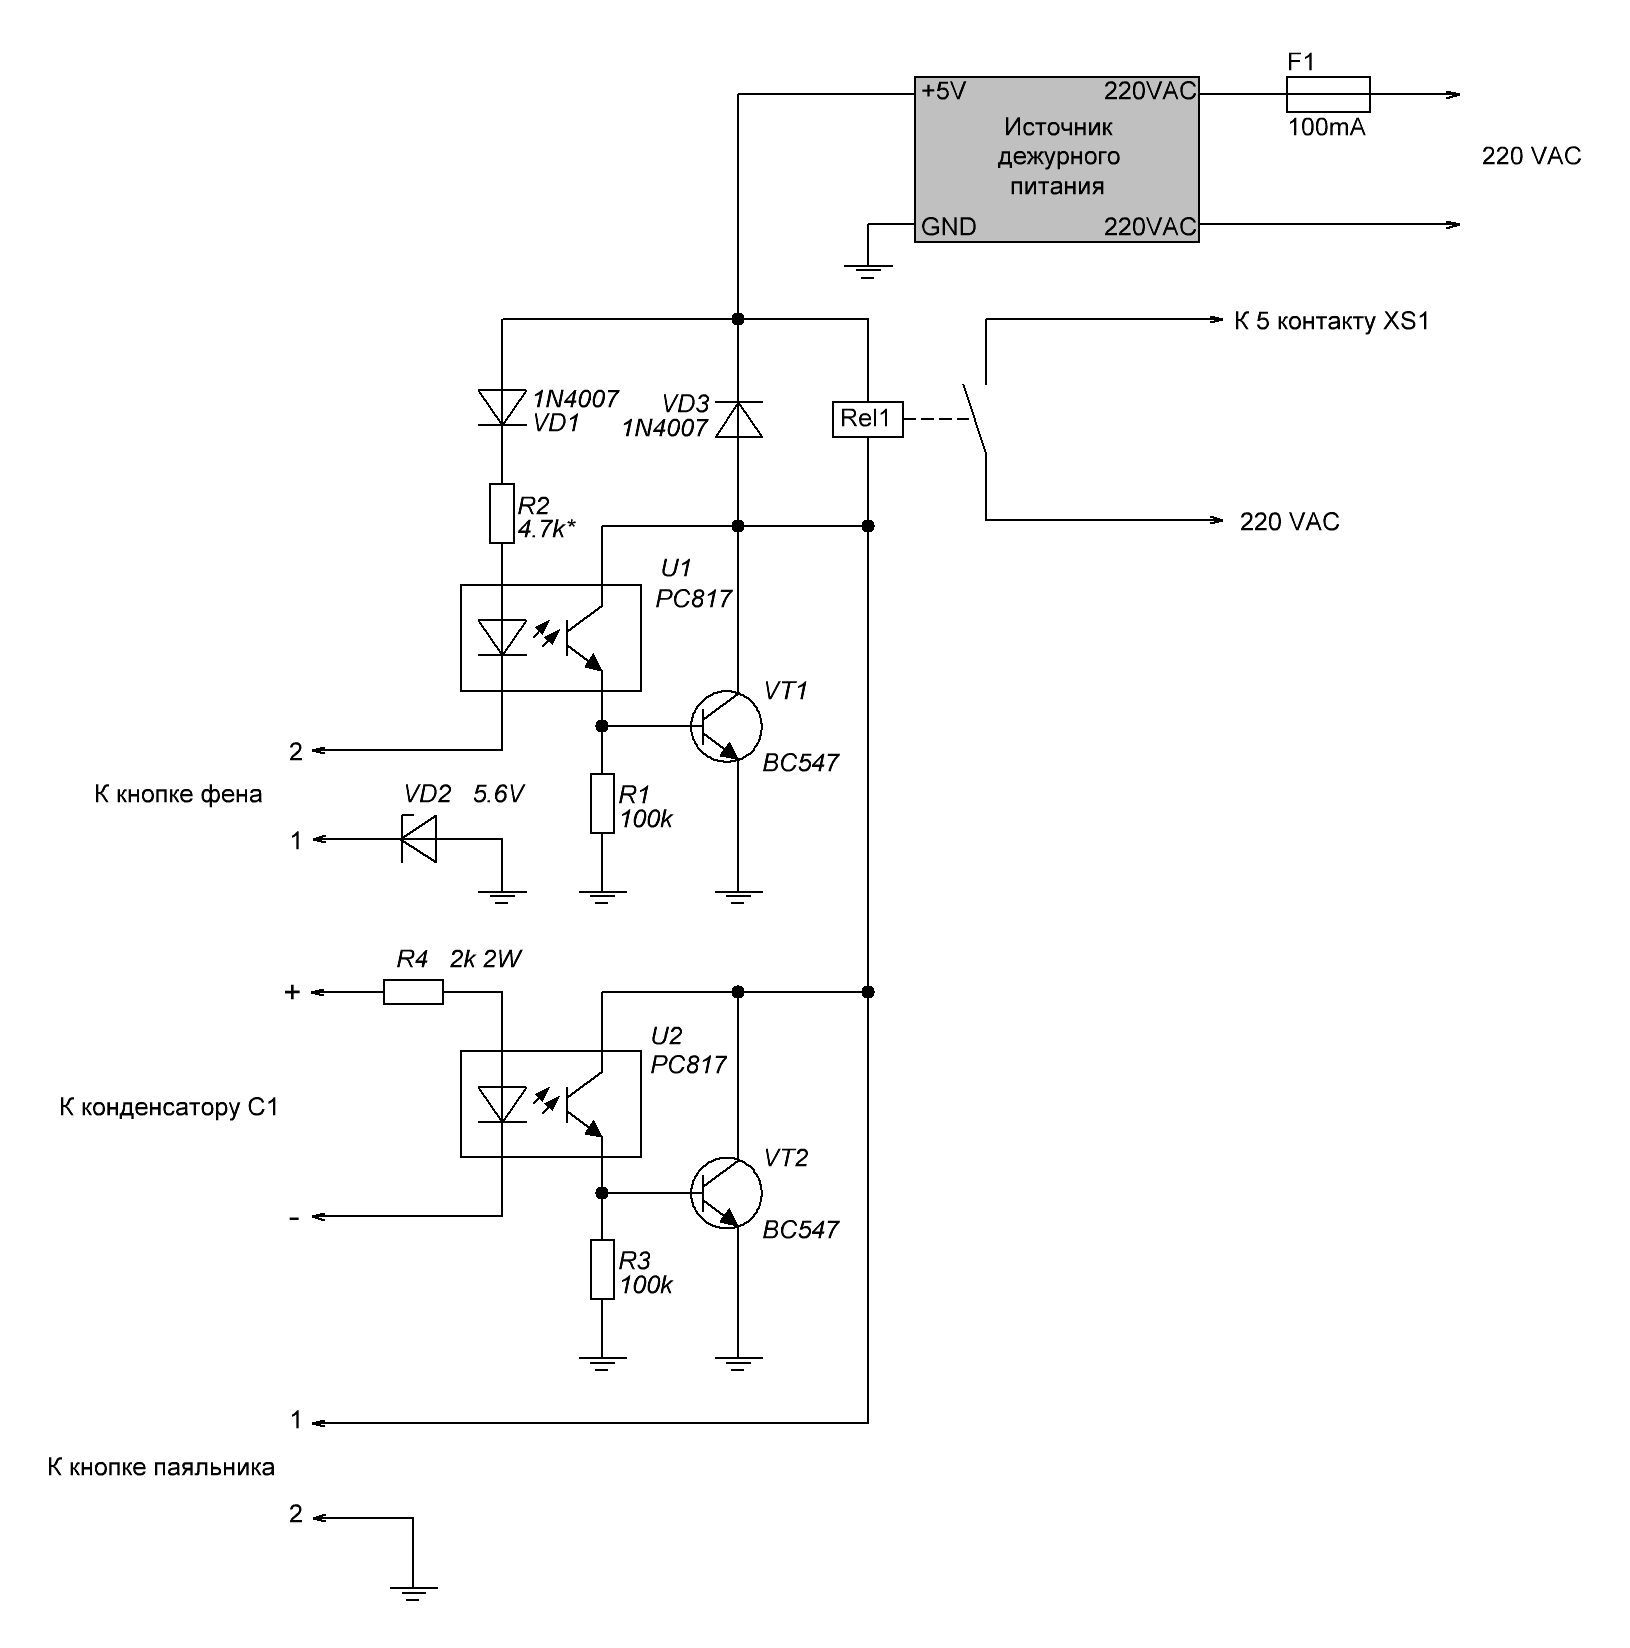 F1
+5V
220VAC
100mA
Источник
дежурного
питания
220 VAC
GND
220VAC
К 5 контакту XS1
1N4007
VD1
VD3
1N4007
Rel1
R2
4.7k*
220 VAC
U1
PC817
VT1
2
BC547
К кнопке фена
VD2 5.6V
R1
100k
1
R4 2k 2W
+
U2
PC817
К конденсатору C1
VT2
-
BC547
R3
100k
1
К кнопке паяльника
2